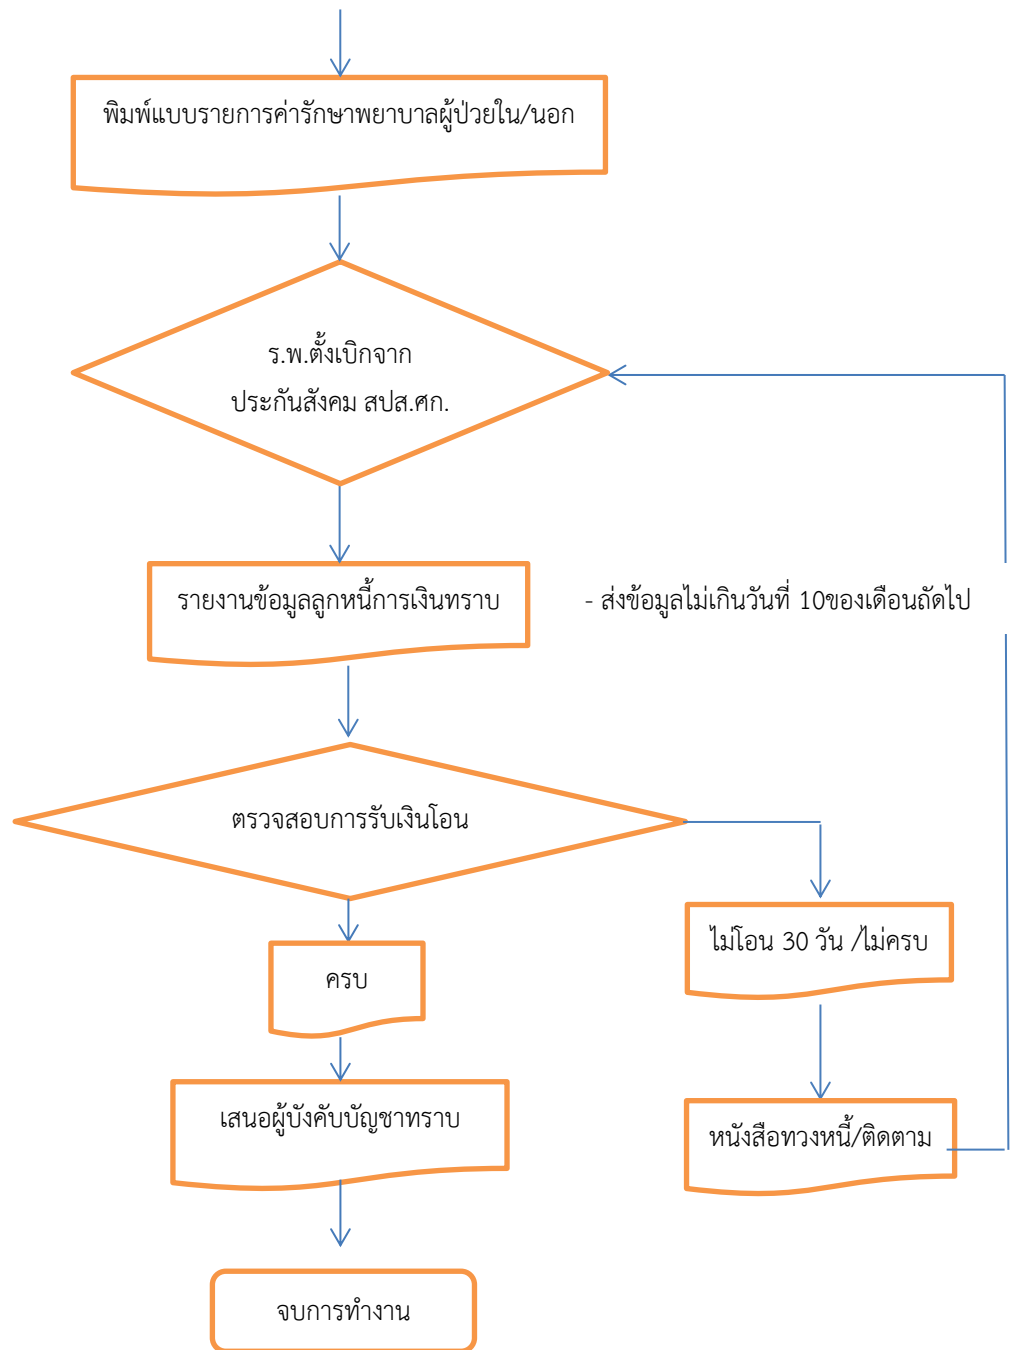 พิมพ์แบบรายการค่ารักษาพยาบาลผู้ป่วยใน/นอก
ร.พ.ตั้งเบิกจาก
ประกันสังคม สปส.ศก.
รายงานข้อมูลลูกหนี้การเงินทราบ
- ส่งข้อมูลไม่เกินวันที่ 10ของเดือนถัดไป
ตรวจสอบการรับเงินโอน
ไม่โอน 30 วัน /ไม่ครบ
ครบ
เสนอผู้บังคับบัญชาทราบ
หนังสือทวงหนี้/ติดตาม
จบการทำงาน